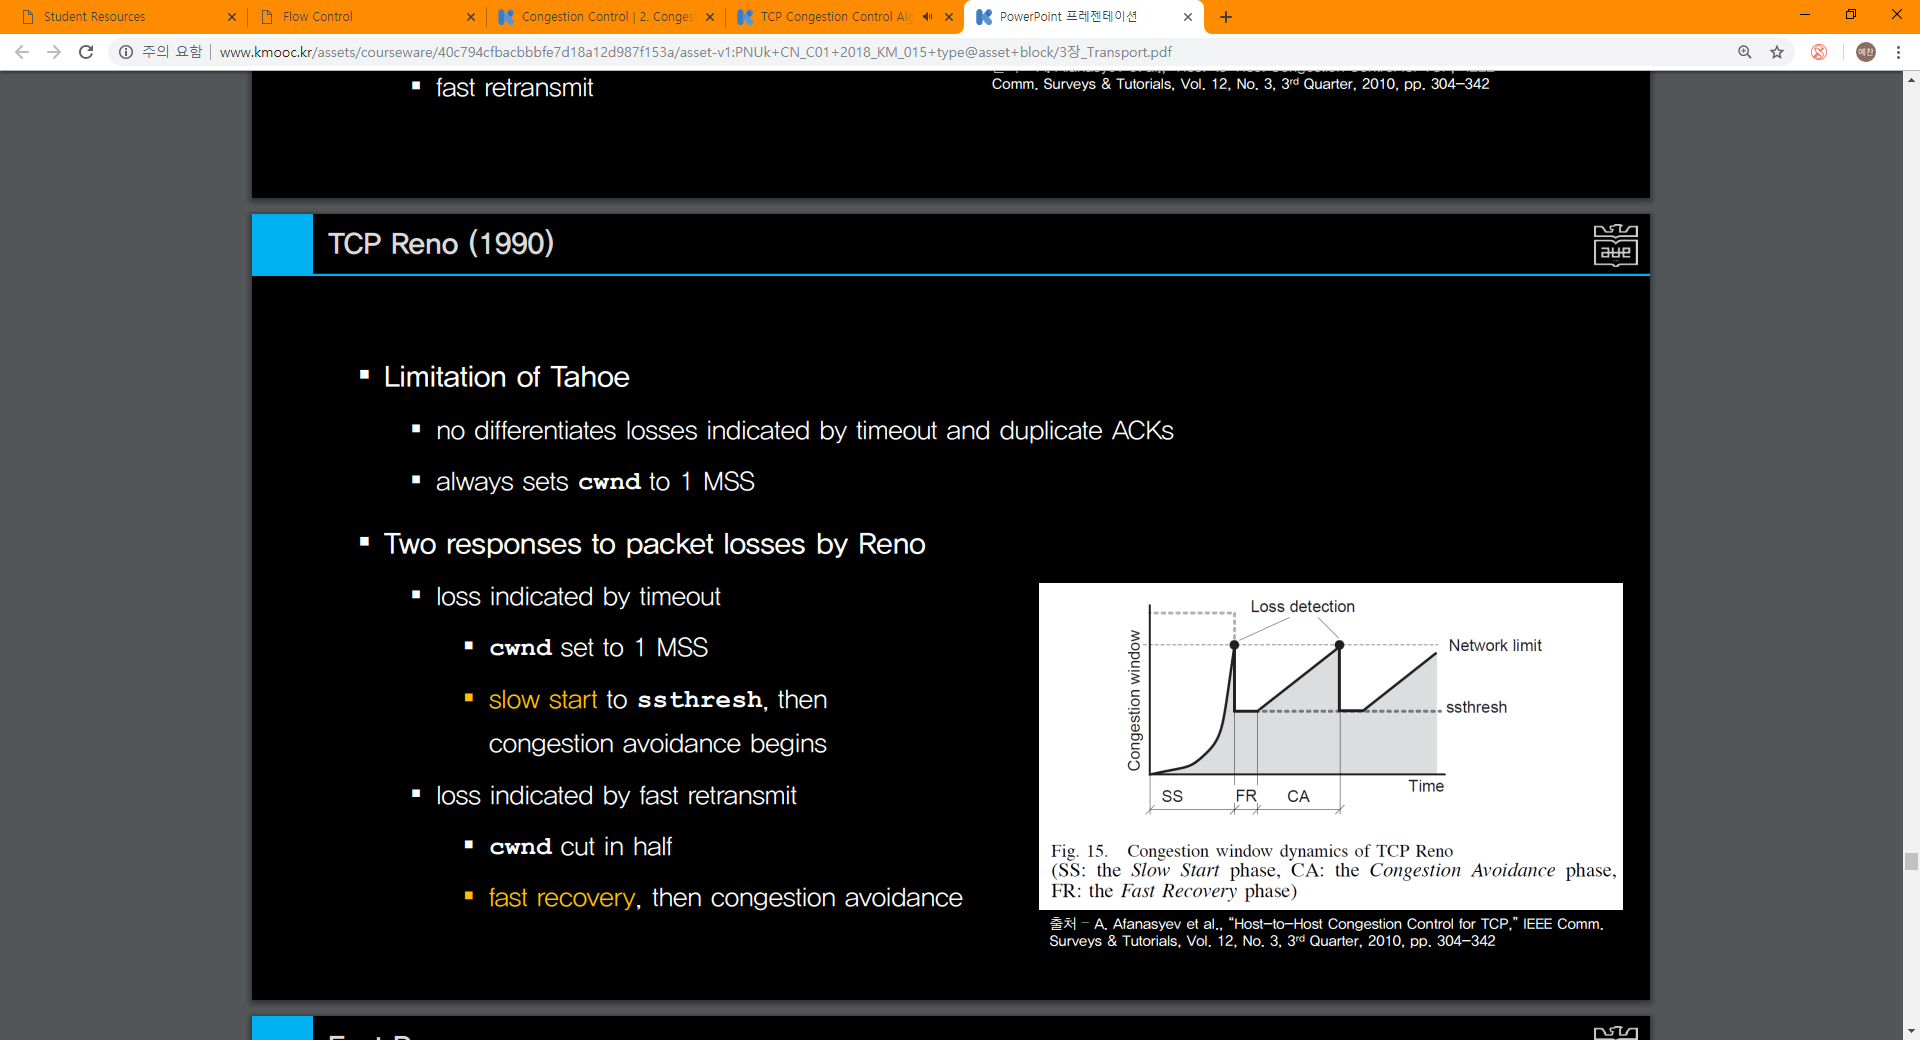 Student Resources
Flow Control
Congestion Control | 2. Conges
TCP Congestion Control Alg
PowerPoint 프레젠테이션
주의 요함
www.kmooc.kr/assets/courseware/40c794cfbacbbbfe7d18a12d987f153a/asset-v1:PNUk+CN_C01+2018_KM_015+type@asset+block/3장_Transport.pdf
예찬
fast retransmit
Comm. Surveys & Tutorials, Vol. 12, No. 3, 3rd Quarter, 2010, pp. 304-342
TCP Reno (1990)
Limitation of Tahoe
no differentiates losses indicated by timeout and duplicate ACKs
always sets cwnd to 1 MSS
Two responses to packet losses by Reno
loss indicated by timeout
cwnd set to 1 MSS
slow start to ssthresh, then
congestion avoidance begins
loss indicated by fast retransmit
cwnd cut in half
fast recovery, then congestion avoidance
Loss detection
Network limit
Congestion window
ssthresh
Time
SS FR CA
Fig. 15. Congestion window dynamics of TCP Reno
(SS: the Slow Start phase, CA: the Congestion Avoidance phase,
FR: the Fast Recovery phase)
출처 - A. Afanasyev et al., “Host-to-Host Congestion Control for TCP,” IEEE Comm.
Surveys & Tutorials, Vol. 12, No. 3, 3rd Quarter, 2010, pp. 304-342